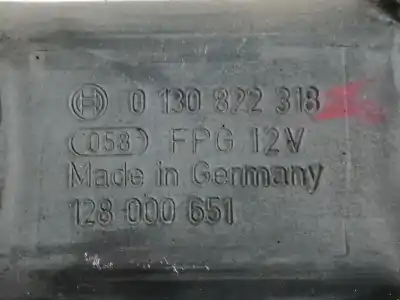 0 130 822 318
058 FPG 12V
Made in Germany
128 000 651